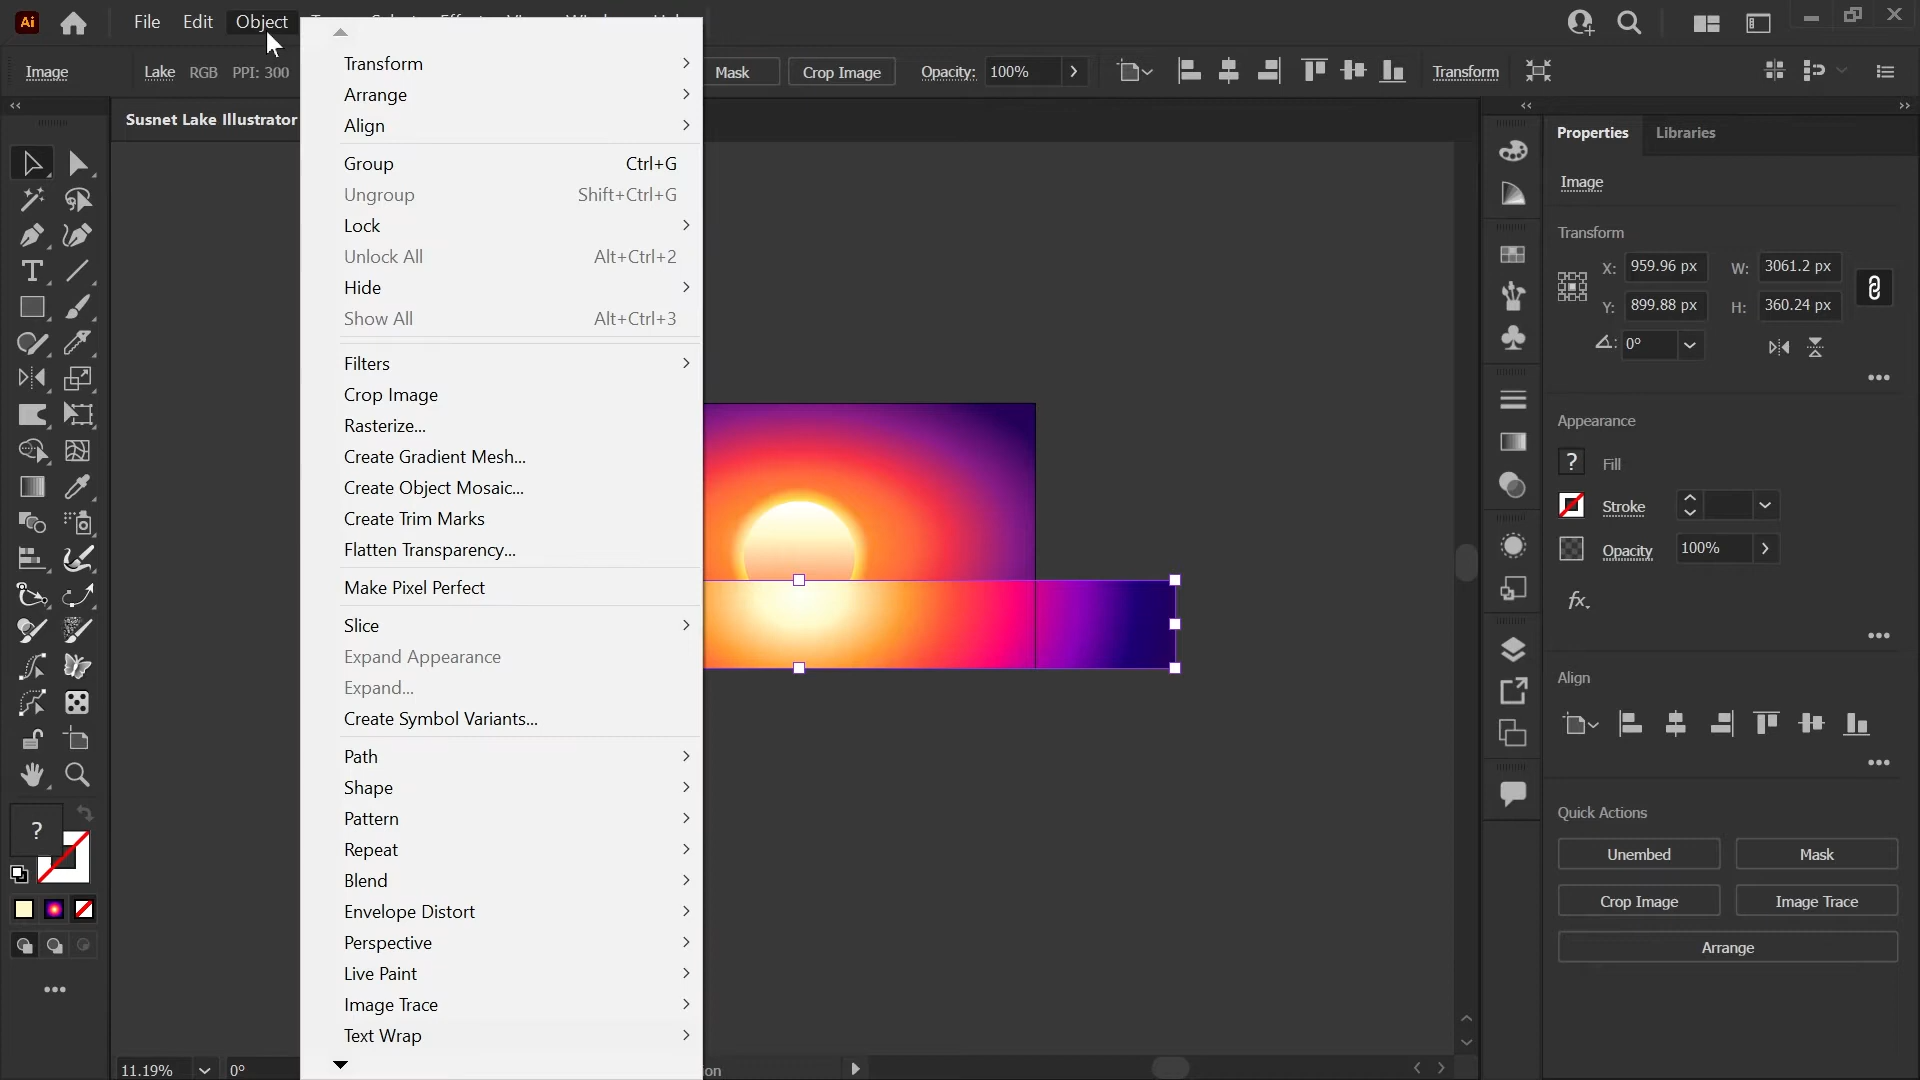 Ai File Edit Object
Image Lake RGB PPI: 300 Mask Crop Image Opacity: 100% Transform
Susnet Lake Illustrator
Transform
Arrange
Align
Group Ctrl+G
Ungroup Shift+Ctrl+G
Lock
Unlock All Alt+Ctrl+2
Hide
Show All Alt+Ctrl+3
Filters
Crop Image
Rasterize...
Create Gradient Mesh...
Create Object Mosaic...
Create Trim Marks
Flatten Transparency...
Make Pixel Perfect
Slice
Expand Appearance
Expand...
Create Symbol Variants...
Path
Shape
Pattern
Repeat
Blend
Envelope Distort
Perspective
Live Paint
Image Trace
Text Wrap
Properties Libraries
Image
Transform
X: 959.96 px W: 3061.2 px
Y: 899.88 px H: 360.24 px
0°
Appearance
? Fill
Stroke
Opacity 100%
fx.
Align
Quick Actions
Unembed Mask
Crop Image Image Trace
Arrange
?
11.19% 0°